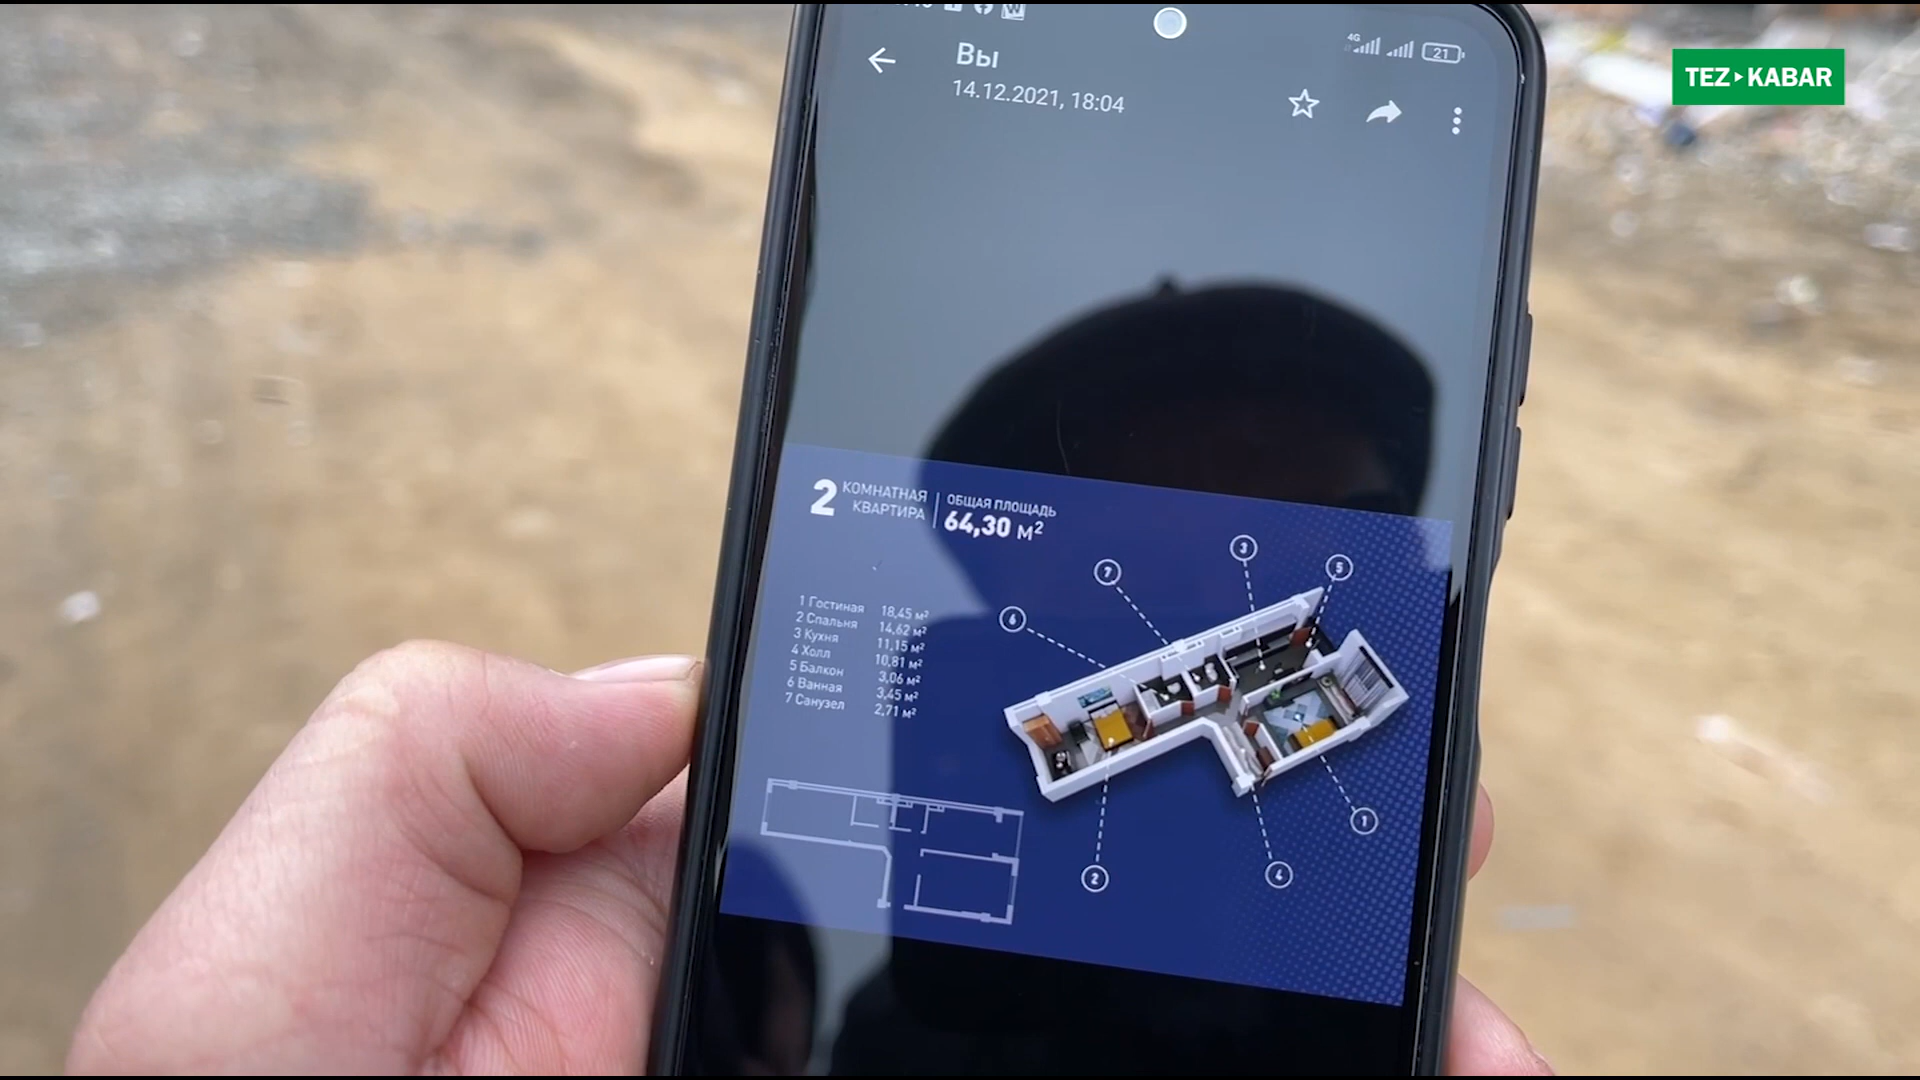 Вы
14.12.2021, 18:04
4G
21
TEZ KABAR
2 КОМНАТНАЯ КВАРТИРА
ОБЩАЯ ПЛОЩАДЬ
64,30 м²
1 Гостиная 18,45 м²
2 Спальня 14,62 м²
3 Кухня 11,15 м²
4 Холл 10,81 м²
5 Балкон 3,06 м²
6 Ванная 3,45 м²
7 Санузел 2,71 м²
3
5
7
6
1
4
2